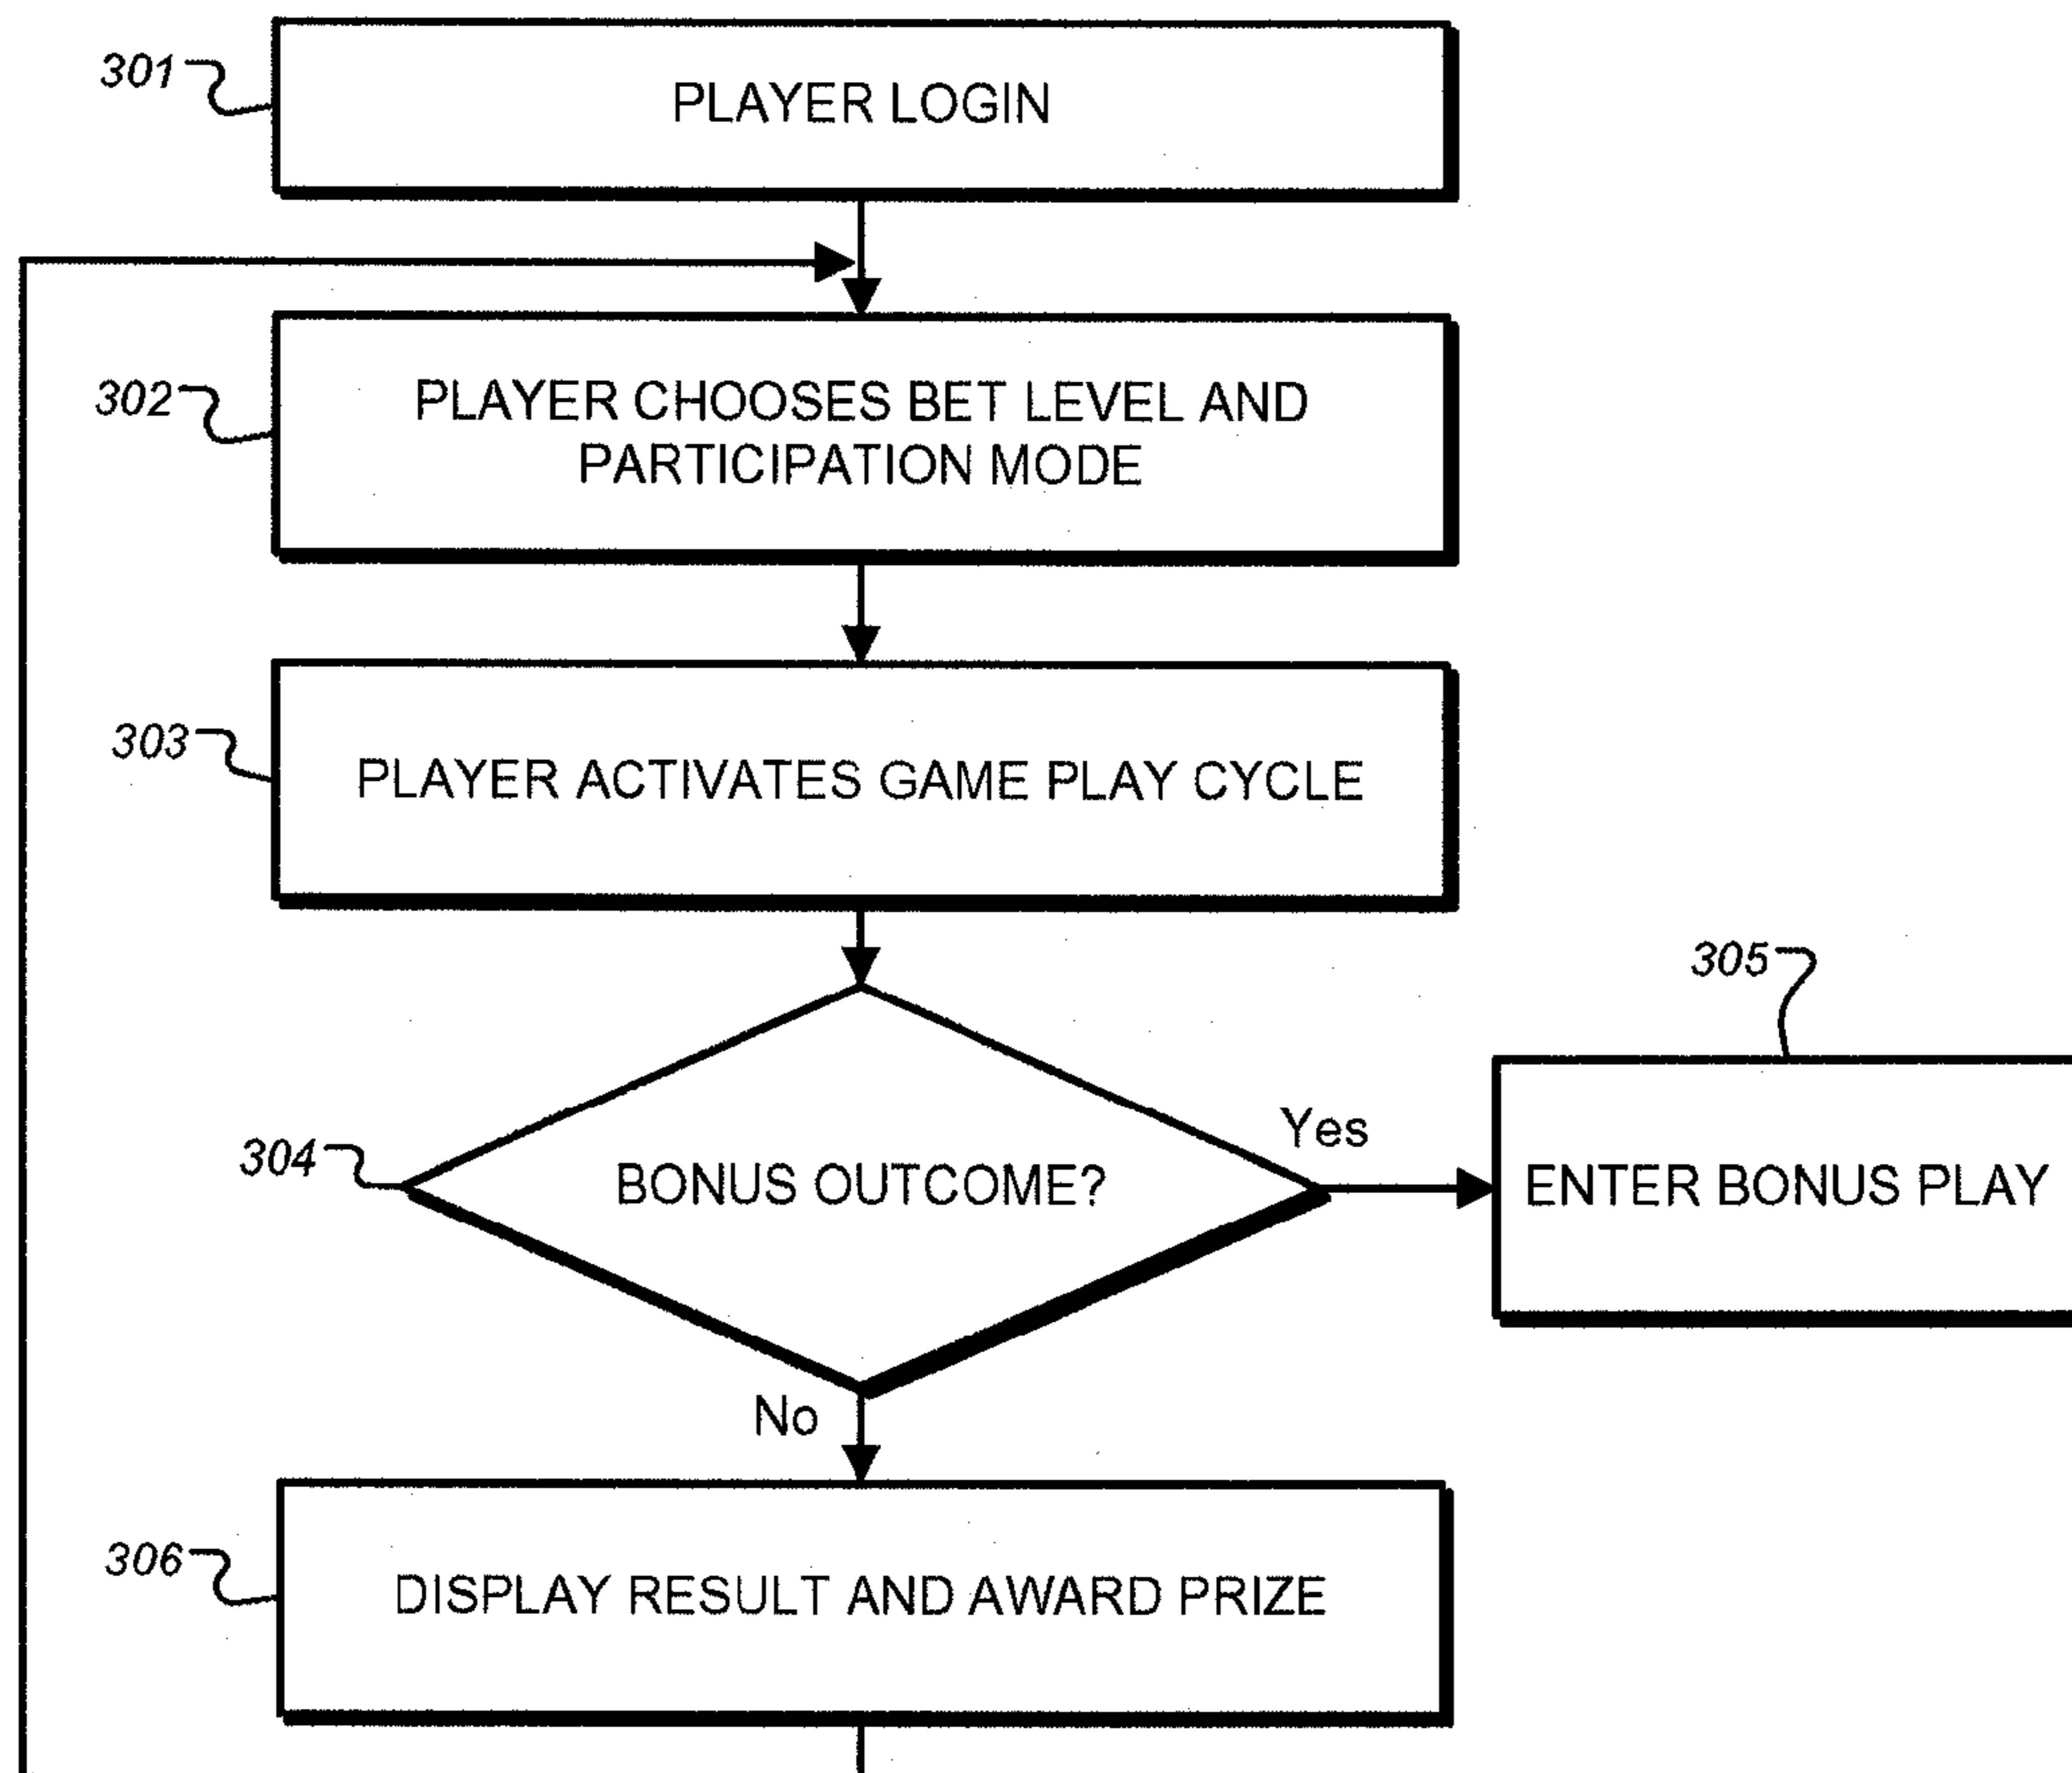 301
PLAYER LOGIN
302
PLAYER CHOOSES BET LEVEL AND
PARTICIPATION MODE
303
PLAYER ACTIVATES GAME PLAY CYCLE
304
BONUS OUTCOME?
Yes
305
ENTER BONUS PLAY
No
306
DISPLAY RESULT AND AWARD PRIZE